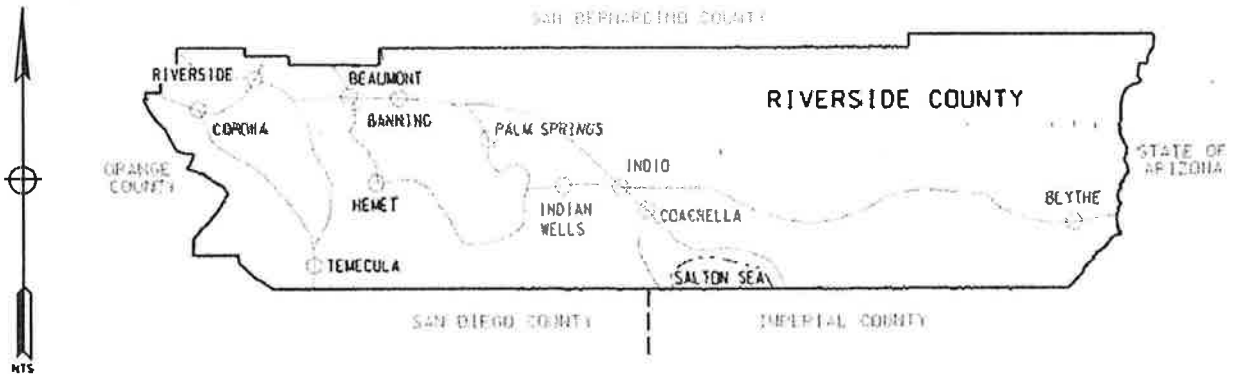 SAN BERNARDINO COUNTY
RIVERSIDE
BEAUMONT
RIVERSIDE COUNTY
CORONA
BANNING
PALM SPRINGS
ORANGE
COUNTY
STATE OF
ARIZONA
INDIO
HEMET
INDIAN
WELLS
COACHELLA
BLYTHE
TEMECULA
SALTON SEA
SAN DIEGO COUNTY
IMPERIAL COUNTY
NTS